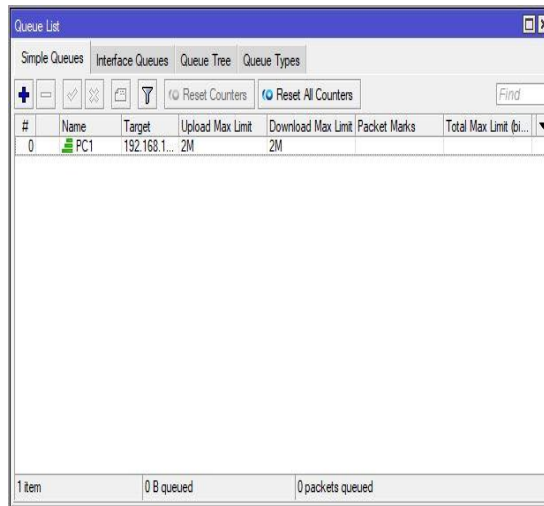 Queue List
Simple Queues Interface Queues Queue Tree Queue Types
Reset Counters Reset All Counters Find
# Name Target Upload Max Limit Download Max Limit Packet Marks Total Max Limit (bi...
0 PC1 192.168.1... 2M 2M
1 item 0 B queued 0 packets queued